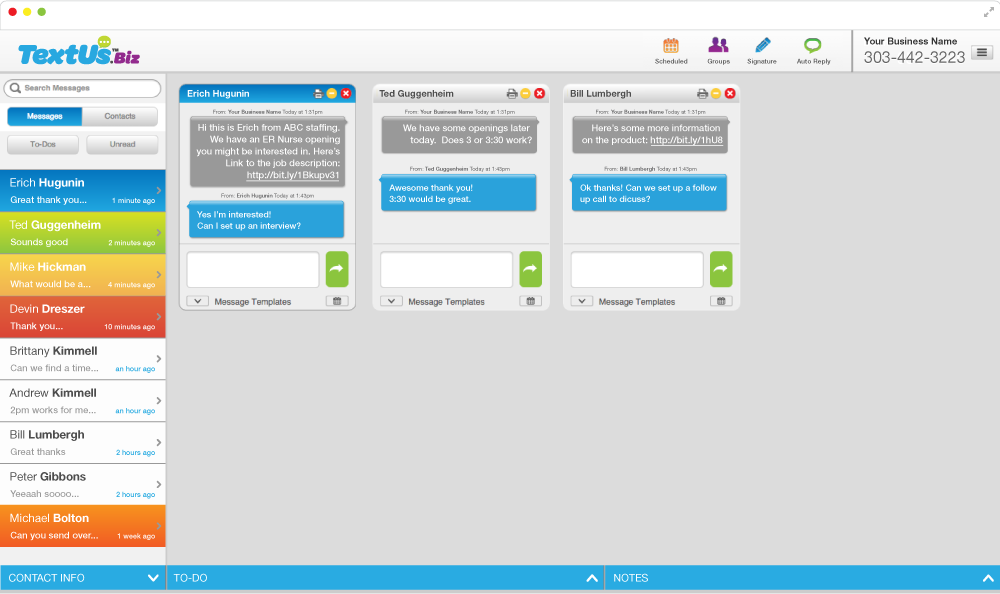 TextUs™.Biz
Scheduled
Groups
Signature
Auto Reply
Your Business Name
303-442-3223
Search Messages
Messages
Contacts
To-Dos
Unread
Erich Hugunin
Great thank you...
1 minute ago
Ted Guggenheim
Sounds good
2 minutes ago
Mike Hickman
What would be a...
4 minutes ago
Devin Dreszer
Thank you...
10 minutes ago
Brittany Kimmell
Can we find a time...
an hour ago
Andrew Kimmell
2pm works for me...
an hour ago
Bill Lumbergh
Great thanks
2 hours ago
Peter Gibbons
Yeeaah soooo...
2 hours ago
Michael Bolton
Can you send over...
1 week ago
Erich Hugunin
From: Your Business Name Today at 1:31pm
Hi this is Erich from ABC staffing.
We have an ER Nurse opening
you might be interested in. Here's
Link to the job description:
http://bit.ly/1Bkupv31
From: Erich Hugunin Today at 1:43pm
Yes I'm interested!
Can I set up an interview?
Message Templates
Ted Guggenheim
From: Your Business Name Today at 1:31pm
We have some openings later
today. Does 3 or 3:30 work?
From: Ted Guggenheim Today at 1:43pm
Awesome thank you!
3:30 would be great.
Message Templates
Bill Lumbergh
From: Your Business Name Today at 1:31pm
Here's some more information
on the product: http://bit.ly/1hU8
From: Bill Lumbergh Today at 1:43pm
Ok thanks! Can we set up a follow
up call to dicuss?
Message Templates
CONTACT INFO
TO-DO
NOTES